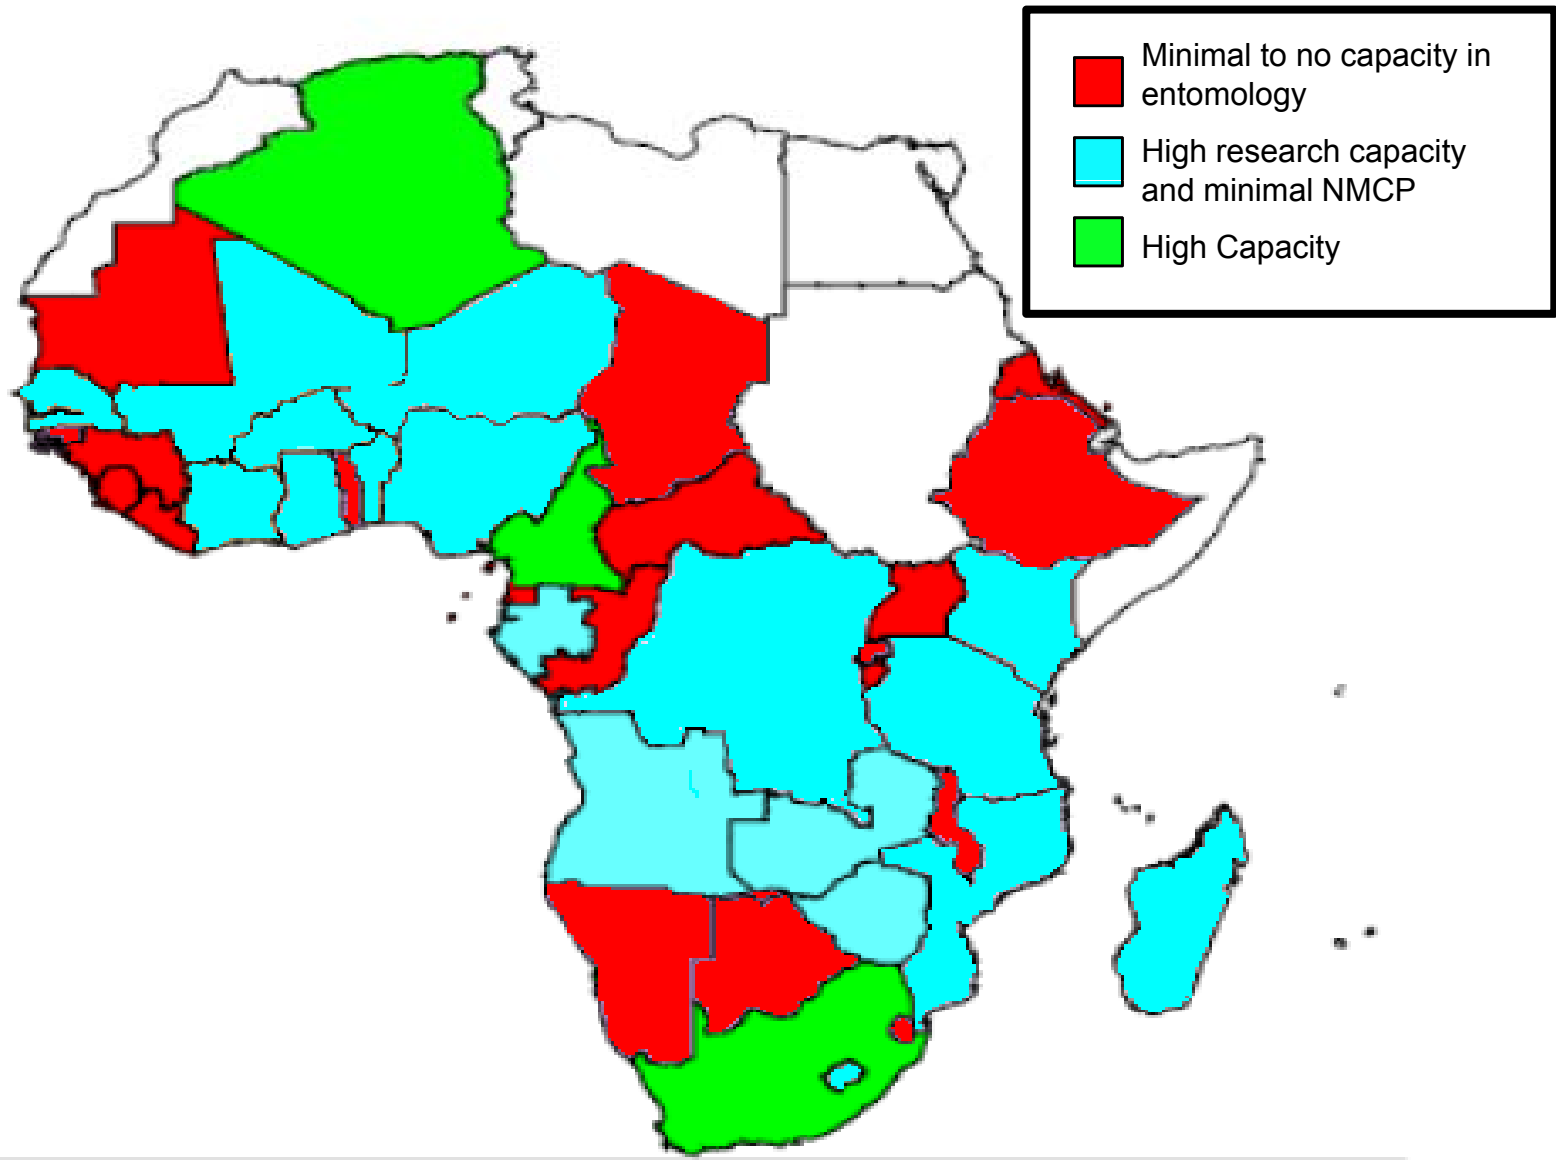 Minimal to no capacity in
entomology
High research capacity
and minimal NMCP
High Capacity